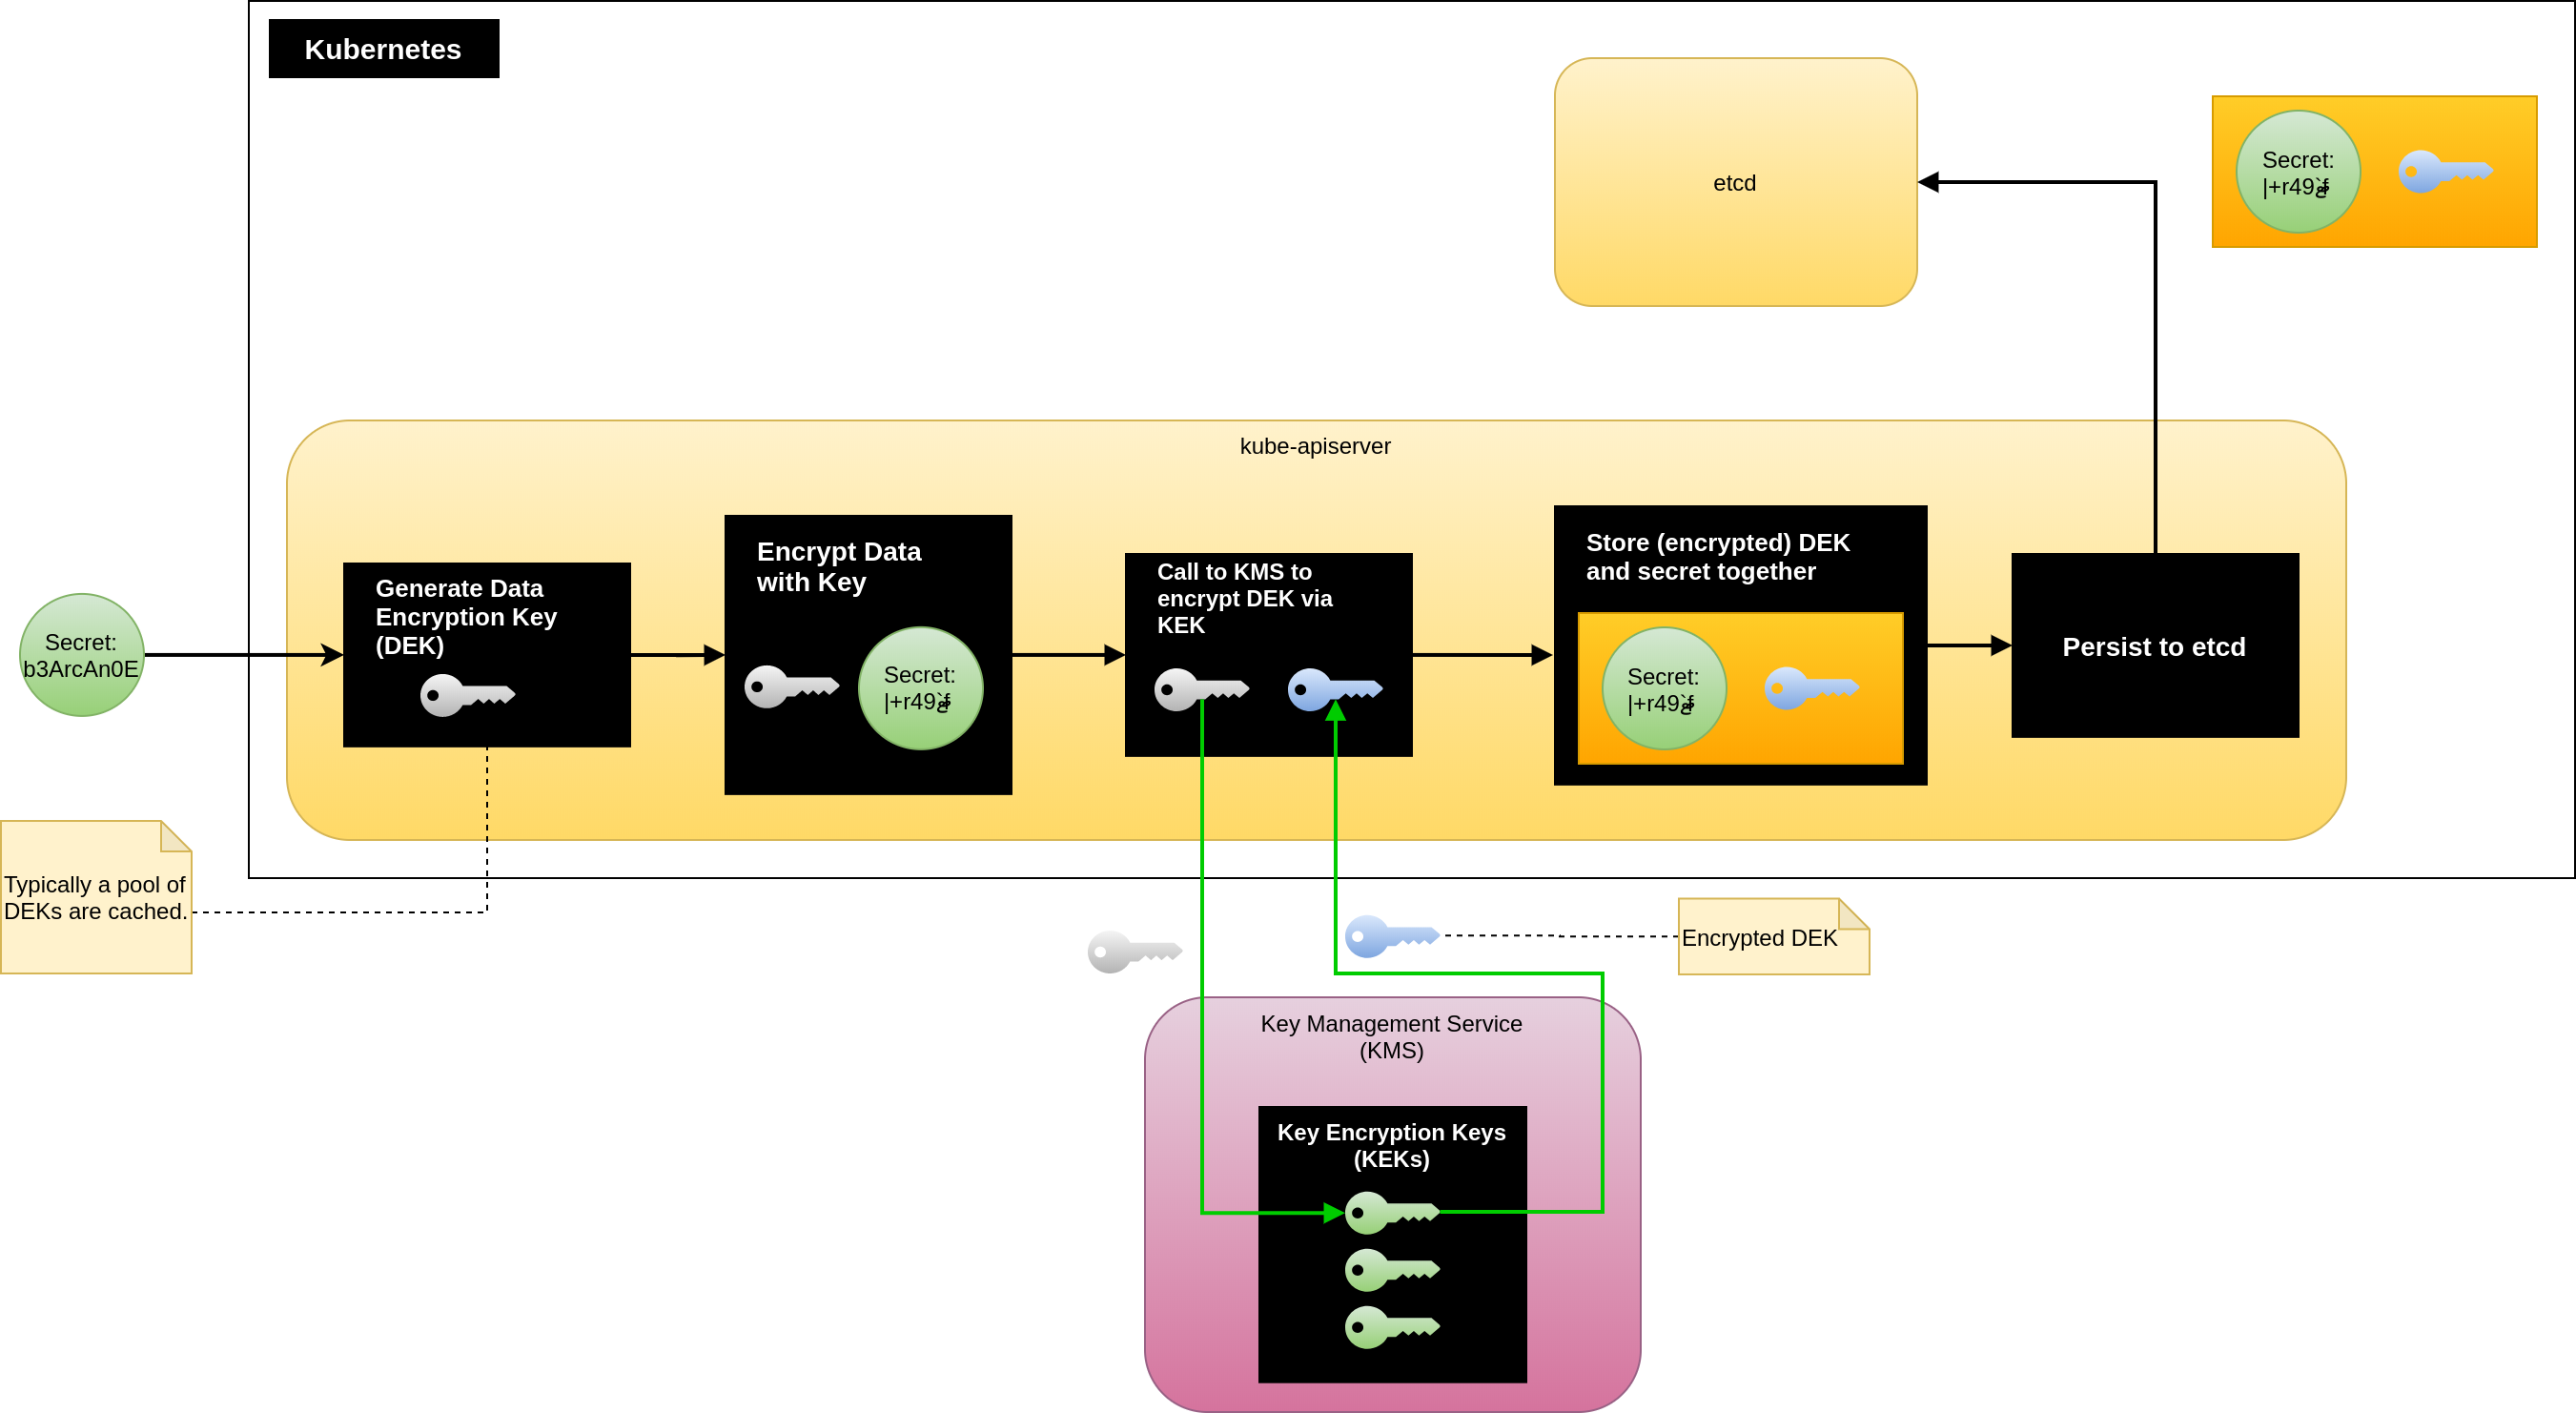 Kubernetes
etcd
Secret:
|+r49
kube-apiserver
Generate Data
Encryption Key
(DEK)
Encrypt Data
with Key
Secret:
|+r49
Call to KMS to
encrypt DEK via
KEK
Store (encrypted) DEK
and secret together
Secret:
|+r49
Persist to etcd
Secret:
b3ArcAn0E
Typically a pool of
DEKs are cached.
Encrypted DEK
Key Management Service
(KMS)
Key Encryption Keys
(KEKs)